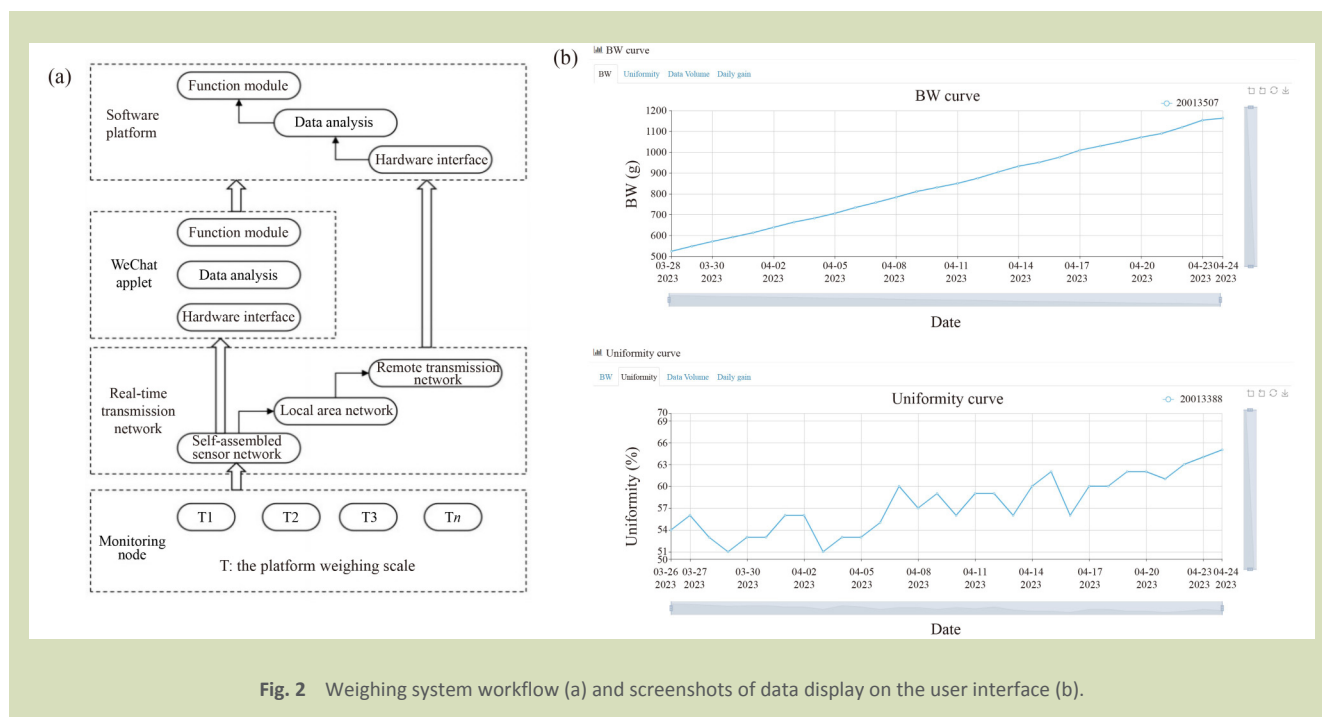 (a)
Software
platform
Function module
Data analysis
Hardware interface
WeChat
applet
Function module
Data analysis
Hardware interface
Real-time
transmission
network
Remote transmission
network
Local area network
Self-assembled
sensor network
Monitoring
node
T1 T2 T3 Tn
T: the platform weighing scale
(b)
BW curve
BW Uniformity Data Volume Daily gain
BW curve
20013507
BW (g)
1200
1100
1000
900
800
700
600
500
03-28 03-30 04-02 04-05 04-08 04-11 04-14 04-17 04-20 04-23 04-24
2023 2023 2023 2023 2023 2023 2023 2023 2023 2023 2023
Date
Uniformity curve
BW Uniformity Data Volume Daily gain
Uniformity curve
20013388
Uniformity (%)
70
69
66
63
60
57
54
51
50
03-26 03-27 03-30 04-02 04-05 04-08 04-11 04-14 04-17 04-20 04-23 04-24
2023 2023 2023 2023 2023 2023 2023 2023 2023 2023 2023 2023
Date
Fig. 2 Weighing system workflow (a) and screenshots of data display on the user interface (b).